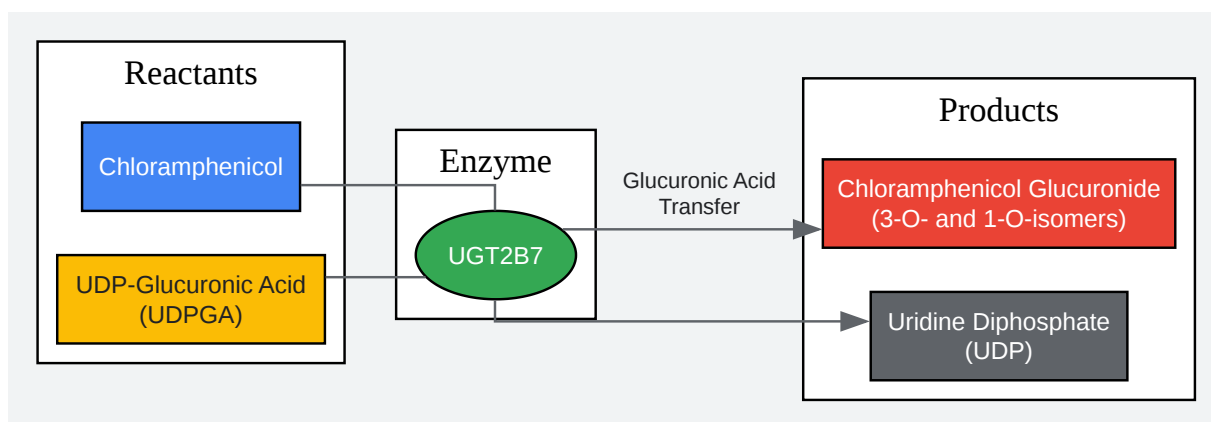 Reactants
Chloramphenicol
UDP-Glucuronic Acid
(UDPGA)
Enzyme
UGT2B7
Glucuronic Acid
Transfer
Products
Chloramphenicol Glucuronide
(3-O- and 1-O-isomers)
Uridine Diphosphate
(UDP)